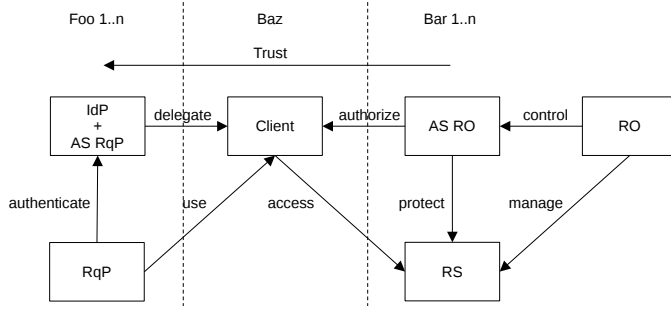 Foo 1..n
Baz
Bar 1..n
Trust
IdP
+
AS RqP
delegate
Client
authorize
AS RO
control
RO
authenticate
use
access
protect
manage
RqP
RS